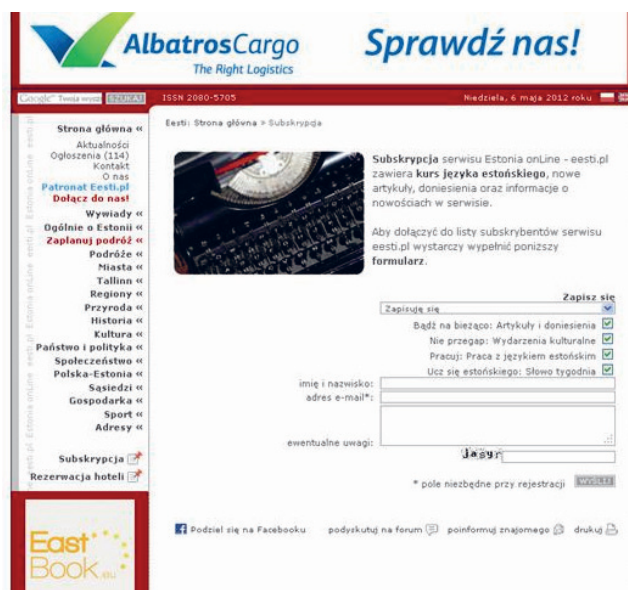 AlbatrosCargo
The Right Logistics
Sprawdź nas!
Google™ Twoja wysz SZUKAJ
ISSN 2080-5705
Niedziela, 6 maja 2012 roku
Strona główna «
Aktualności
Ogłoszenia (114)
Kontakt
O nas
Patronat Eesti.pl
Dołącz do nas!
Wywiady «
Ogólnie o Estonii «
Zaplanuj podróż «
Podróże «
Miasta «
Tallinn «
Regiony «
Przyroda «
Historia «
Kultura «
Państwo i polityka «
Społeczeństwo «
Polska-Estonia «
Sąsiedzi «
Gospodarka «
Sport «
Adresy «
Subskrypcja
Rezerwacja hoteli
East
Book.eu
Eesti: Strona główna » Subskrypcja
Subskrypcja serwisu Estonia onLine - eesti.pl
zawiera kurs języka estońskiego, nowe
artykuły, doniesienia oraz informacje o
nowościach w serwisie.
Aby dołączyć do listy subskrybentów serwisu
eesti.pl wystarczy wypełnić poniższy
formularz.
Zapisz się
Zapisuję się
Bądź na bieżąco: Artykuły i doniesienia
Nie przegap: Wydarzenia kulturalne
Pracuj: Praca z językiem estońskim
Ucz się estońskiego: Słowo tygodnia
imię i nazwisko:
adres e-mail*:
ewentualne uwagi:
* pole niezbędne przy rejestracji WYŚLIJ
Podziel się na Facebooku podyskutuj na forum poinformuj znajomego drukuj